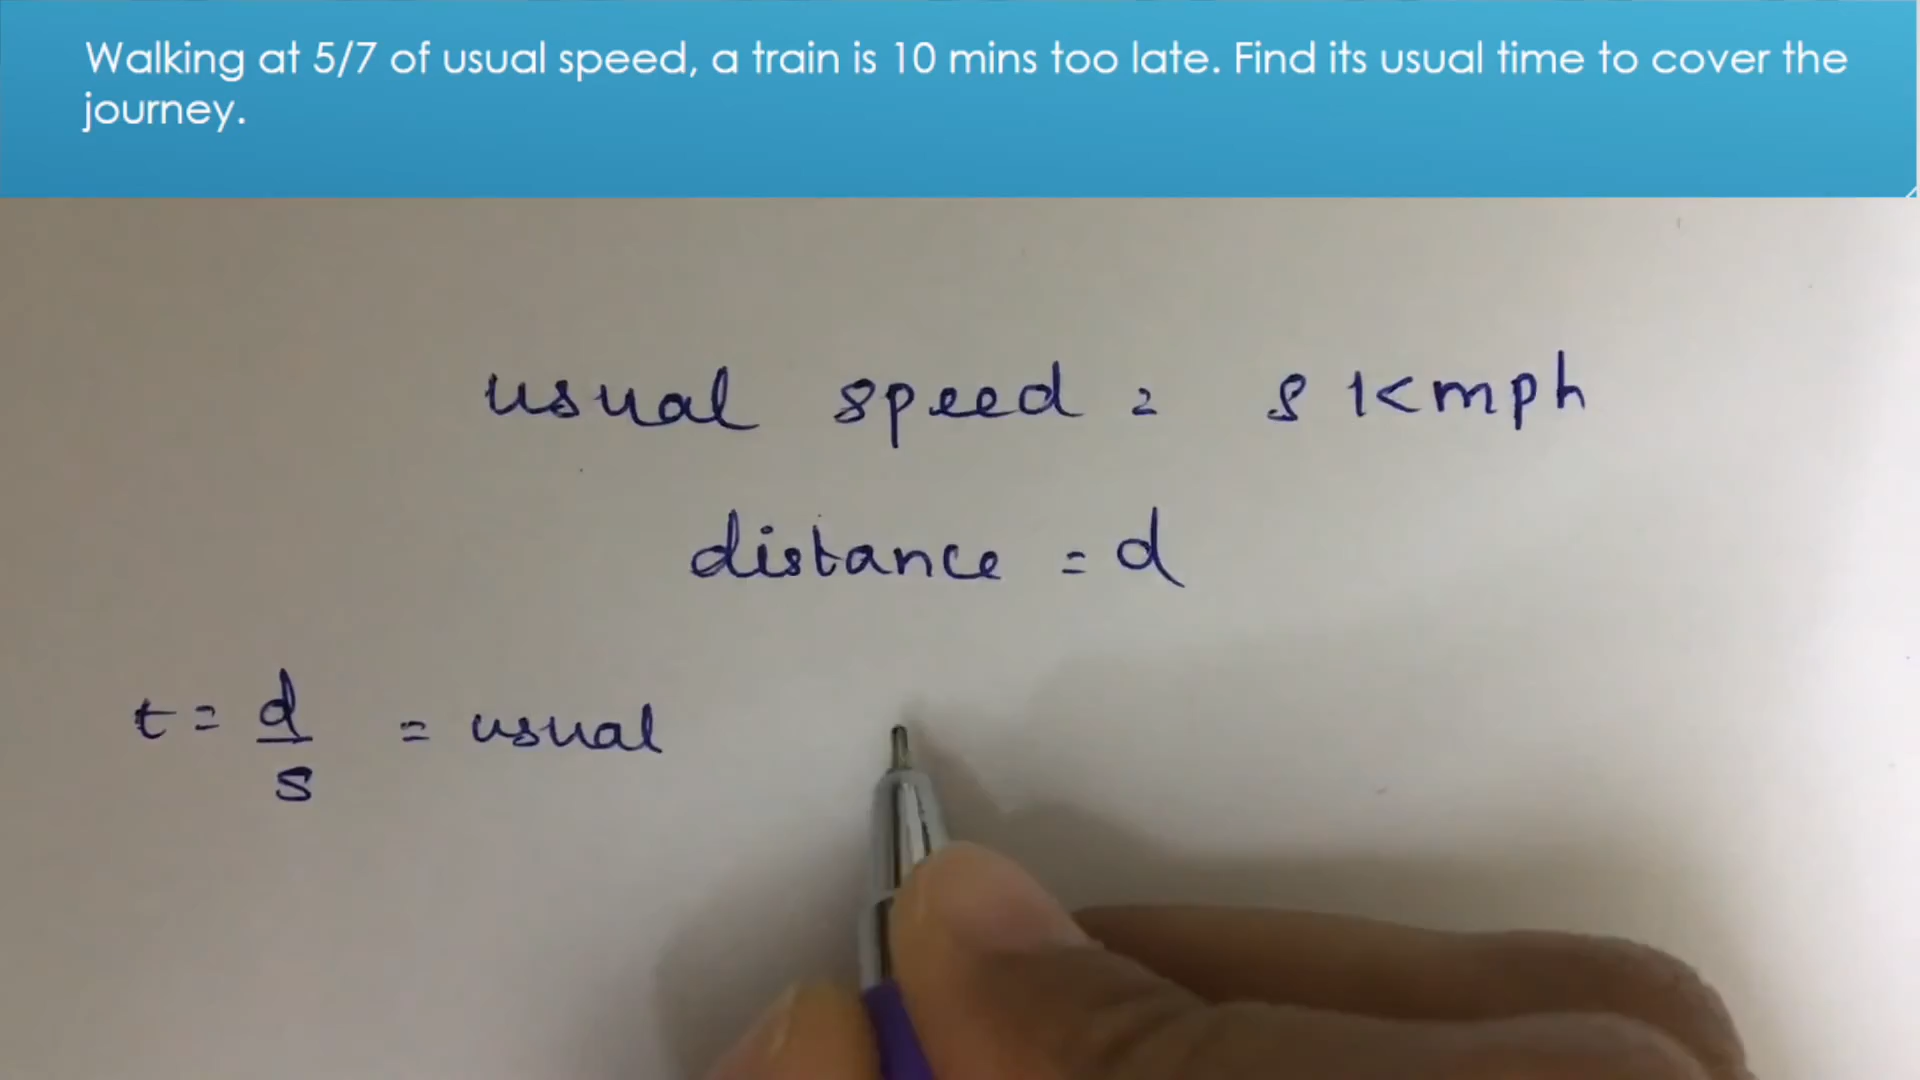 Walking at 5/7 of usual speed, a train is 10 mins too late. Find its usual time to cover the
journey.
usual speed = s Kmph
distance = d
t = d/s = usual